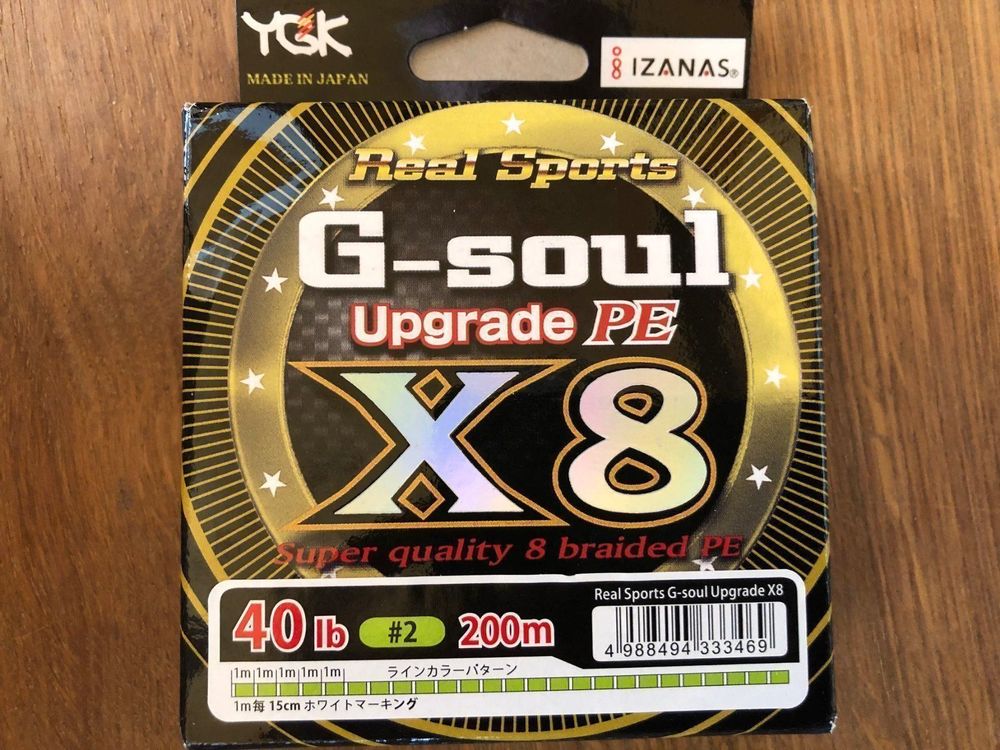 YGK
MADE IN JAPAN
IZANAS®
Real Sports
G-soul
Upgrade PE
X8
Super quality 8 braided PE
Real Sports G-soul Upgrade X8
40 lb #2 200m
4 988494 333469
1m 1m 1m 1m 1m ラインカラーパターン
1m毎 15cm ホワイトマーキング